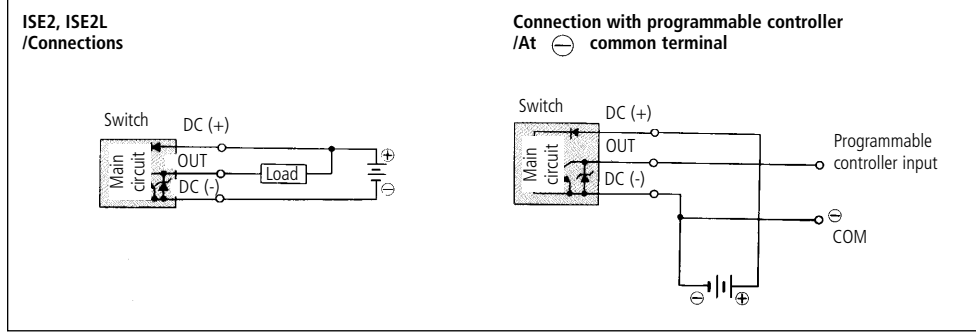 ISE2, ISE2L
/Connections
Switch
DC (+)
Main
circuit
OUT
Load
DC (-)
⊕
⊖
Connection with programmable controller
/At ⊖ common terminal
Switch
DC (+)
OUT
Main
circuit
DC (-)
Programmable
controller input
⊖
COM
⊖
⊕